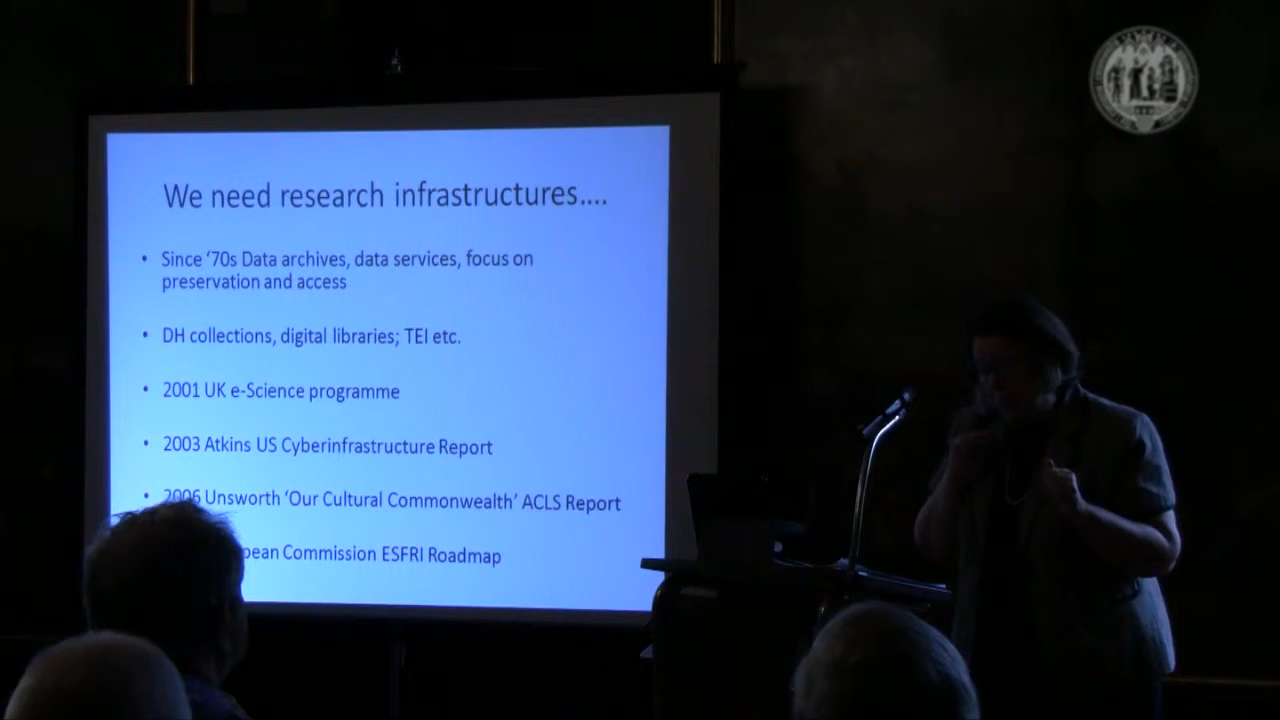 We need research infrastructures....
• Since '70s Data archives, data services, focus on
preservation and access
• DH collections, digital libraries; TEI etc.
• 2001 UK e-Science programme
• 2003 Atkins US Cyberinfrastructure Report
• 2006 Unsworth 'Our Cultural Commonwealth' ACLS Report
Commission ESFRI Roadmap